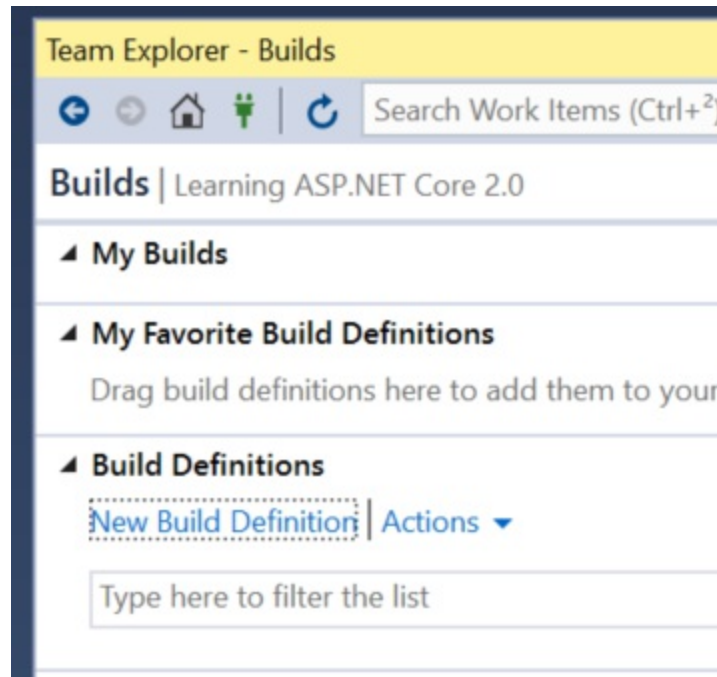 Team Explorer - Builds
Search Work Items (Ctrl+²)
Builds | Learning ASP.NET Core 2.0
My Builds
My Favorite Build Definitions
Drag build definitions here to add them to your
Build Definitions
New Build Definition | Actions
Type here to filter the list